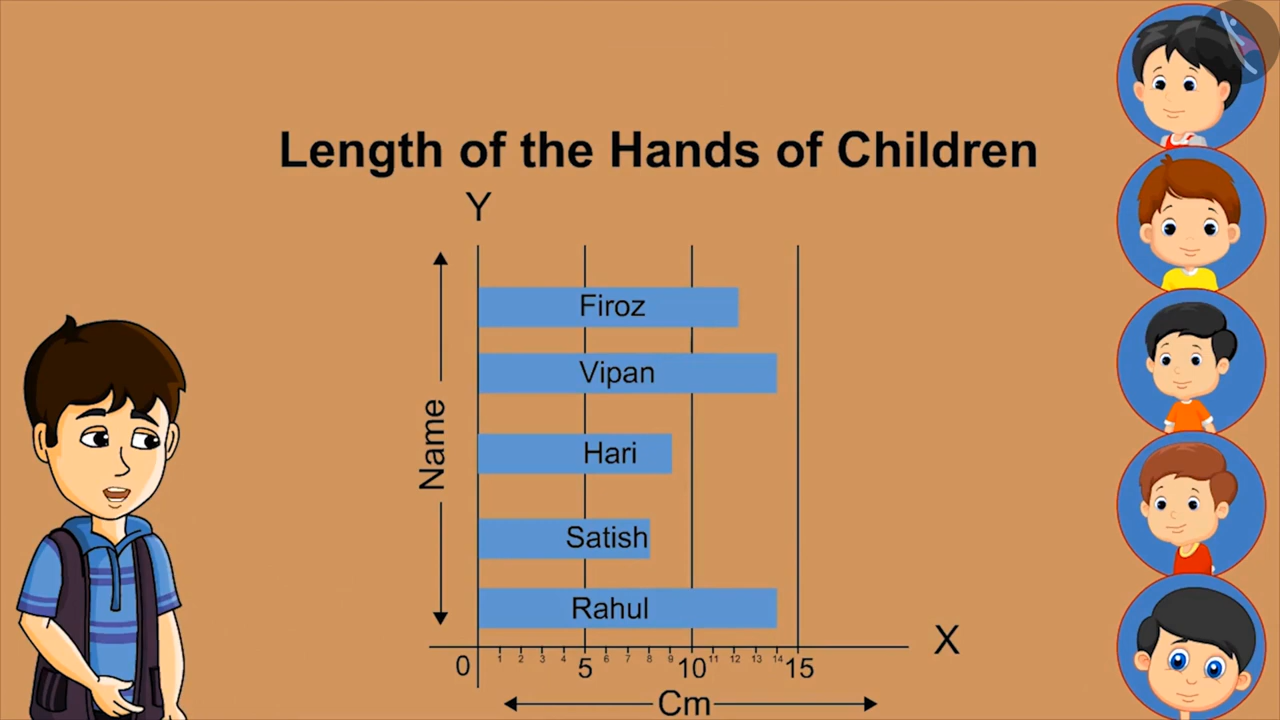 Length of the Hands of Children
Y
Firoz
Vipan
Hari
Name
Satish
Rahul
X
0 1 2 3 4 5 6 7 8 9 10 11 12 13 14 15
Cm